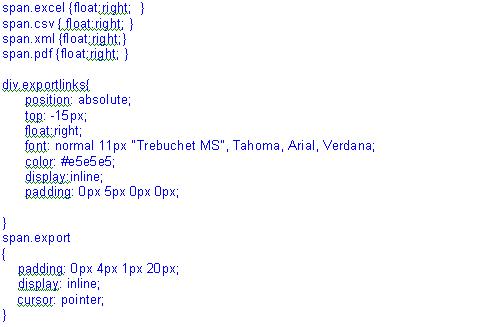 span.excel {float:right;   }
span.csv { float:right; }
span.xml {float:right;}
span.pdf {float:right; }

div.exportlinks{
position: absolute;
top: -15px;
float:right;
font: normal 11px "Trebuchet MS", Tahoma, Arial, Verdana;
color: #e5e5e5;
display:inline;
padding: 0px 5px 0px 0px;

}
span.export
{
padding: 0px 4px 1px 20px;
display: inline;
cursor: pointer;
}